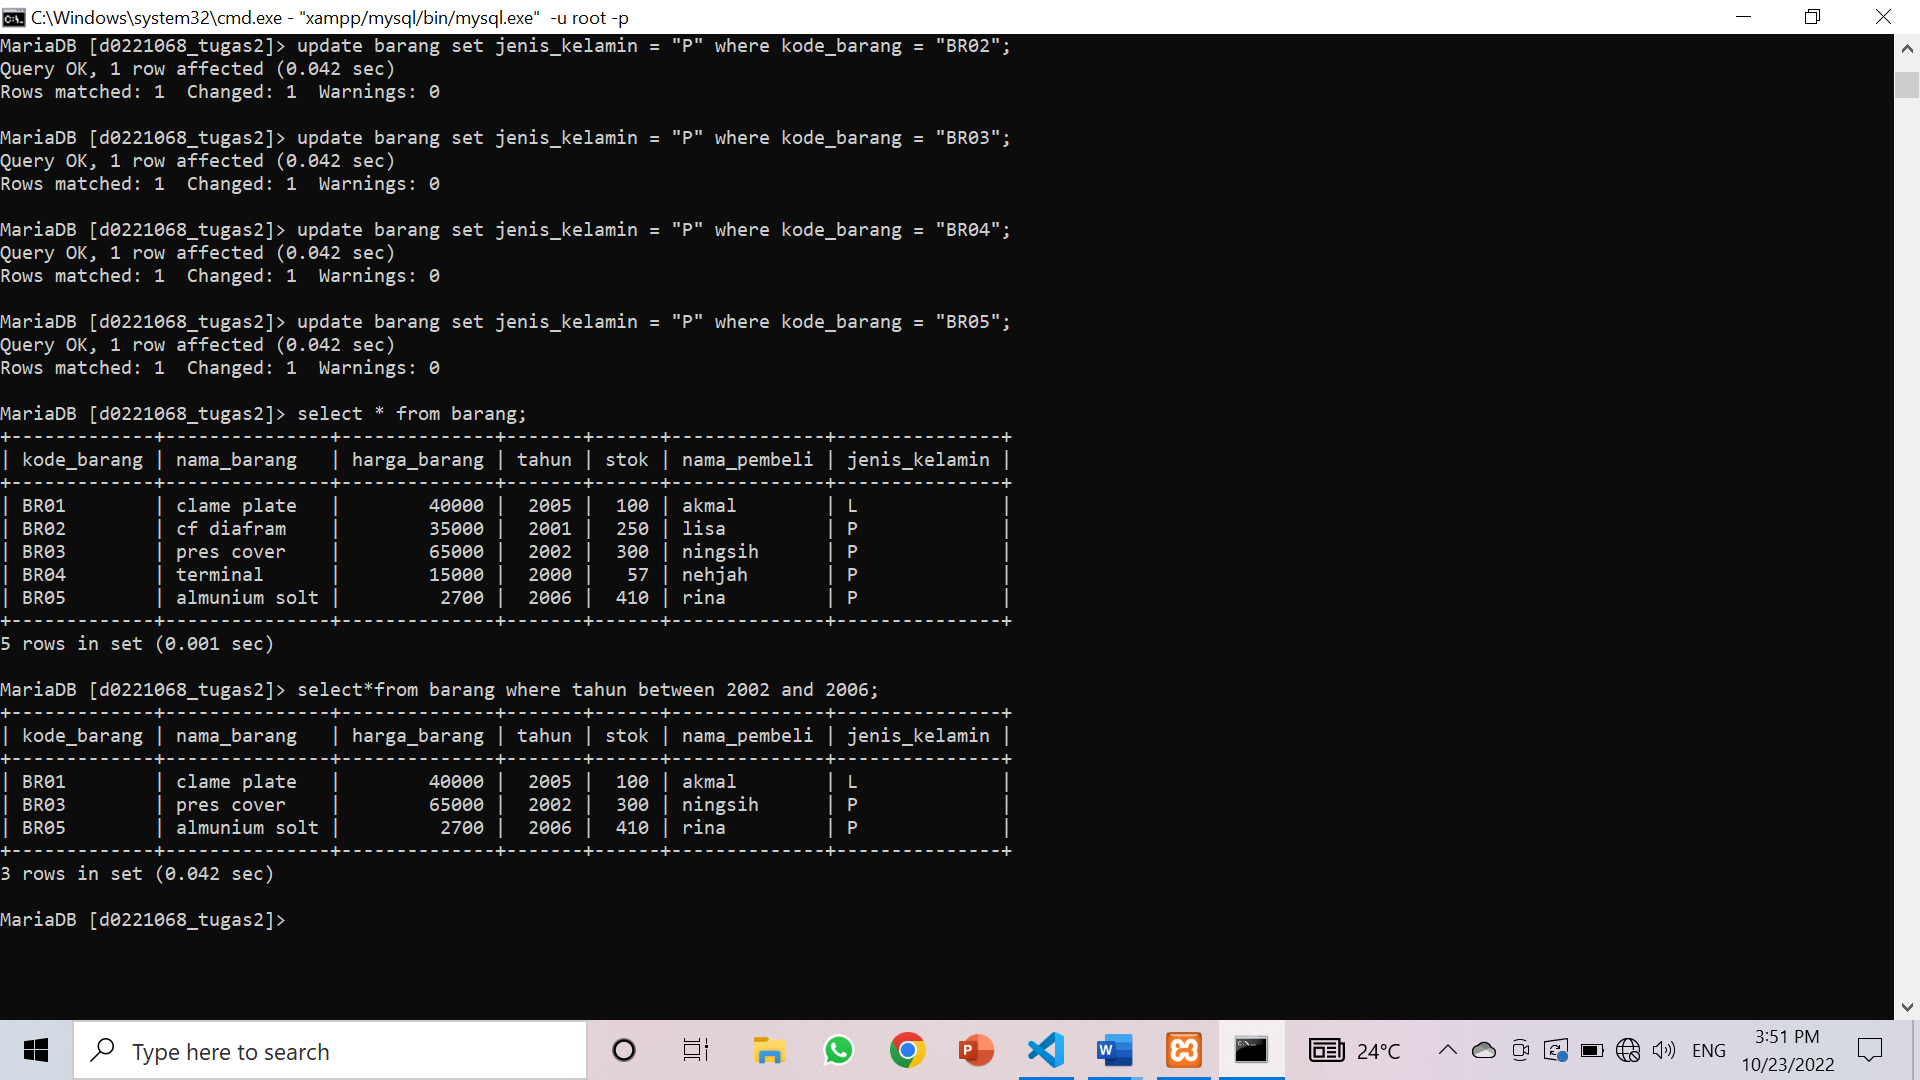 C:\Windows\system32\cmd.exe - "xampp/mysql/bin/mysql.exe"  -u root -p
MariaDB [d0221068_tugas2]> update barang set jenis_kelamin = "P" where kode_barang = "BR02";
Query OK, 1 row affected (0.042 sec)
Rows matched: 1  Changed: 1  Warnings: 0
MariaDB [d0221068_tugas2]> update barang set jenis_kelamin = "P" where kode_barang = "BR03";
Query OK, 1 row affected (0.042 sec)
Rows matched: 1  Changed: 1  Warnings: 0
MariaDB [d0221068_tugas2]> update barang set jenis_kelamin = "P" where kode_barang = "BR04";
Query OK, 1 row affected (0.042 sec)
Rows matched: 1  Changed: 1  Warnings: 0
MariaDB [d0221068_tugas2]> update barang set jenis_kelamin = "P" where kode_barang = "BR05";
Query OK, 1 row affected (0.042 sec)
Rows matched: 1  Changed: 1  Warnings: 0
MariaDB [d0221068_tugas2]> select * from barang;
+-------------+---------------+--------------+-------+------+--------------+---------------+
| kode_barang | nama_barang   | harga_barang | tahun | stok | nama_pembeli | jenis_kelamin |
+-------------+---------------+--------------+-------+------+--------------+---------------+
| BR01        | clame plate   |        40000 |  2005 |  100 | akmal        | L             |
| BR02        | cf diafram    |        35000 |  2001 |  250 | lisa         | P             |
| BR03        | pres cover    |        65000 |  2002 |  300 | ningsih      | P             |
| BR04        | terminal      |        15000 |  2000 |   57 | nehjah       | P             |
| BR05        | almunium solt |         2700 |  2006 |  410 | rina         | P             |
+-------------+---------------+--------------+-------+------+--------------+---------------+
5 rows in set (0.001 sec)
MariaDB [d0221068_tugas2]> select*from barang where tahun between 2002 and 2006;
+-------------+---------------+--------------+-------+------+--------------+---------------+
| kode_barang | nama_barang   | harga_barang | tahun | stok | nama_pembeli | jenis_kelamin |
+-------------+---------------+--------------+-------+------+--------------+---------------+
| BR01        | clame plate   |        40000 |  2005 |  100 | akmal        | L             |
| BR03        | pres cover    |        65000 |  2002 |  300 | ningsih      | P             |
| BR05        | almunium solt |         2700 |  2006 |  410 | rina         | P             |
+-------------+---------------+--------------+-------+------+--------------+---------------+
3 rows in set (0.042 sec)
MariaDB [d0221068_tugas2]>
Type here to search
24°C
ENG
3:51 PM
10/23/2022